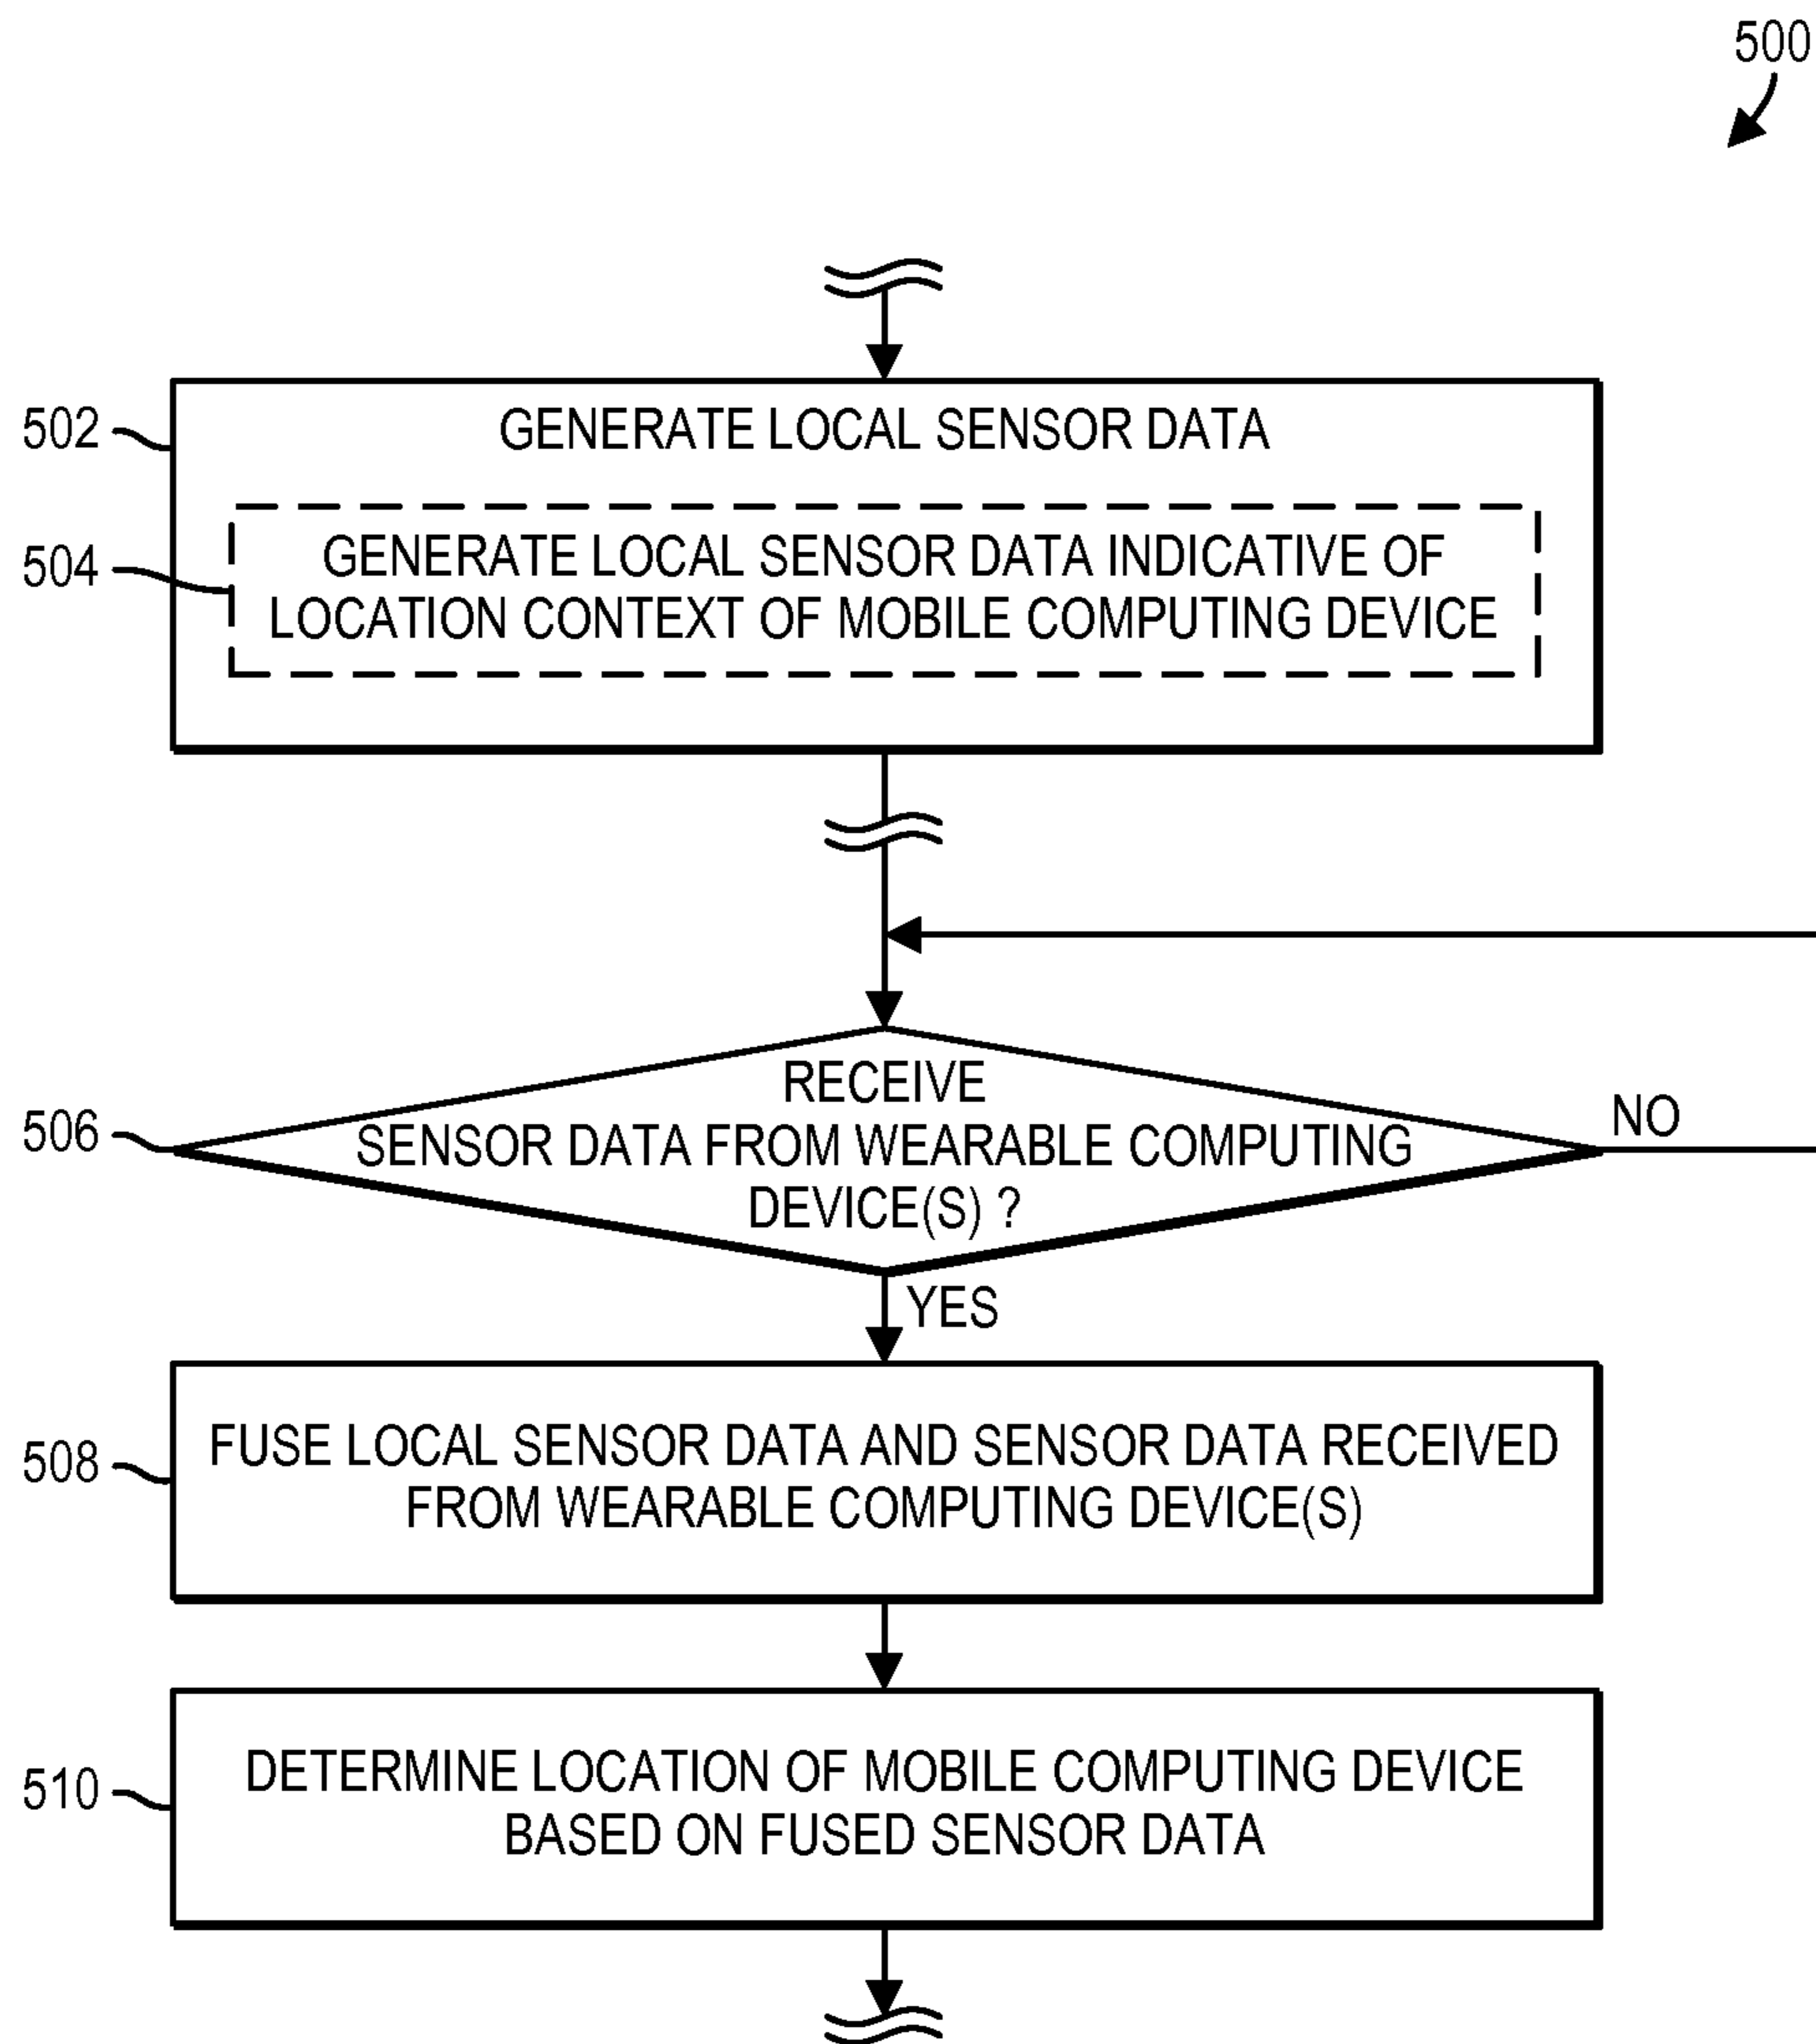 500
502
GENERATE LOCAL SENSOR DATA
504
GENERATE LOCAL SENSOR DATA INDICATIVE OF
LOCATION CONTEXT OF MOBILE COMPUTING DEVICE
506
RECEIVE
SENSOR DATA FROM WEARABLE COMPUTING
DEVICE(S) ?
NO
YES
508
FUSE LOCAL SENSOR DATA AND SENSOR DATA RECEIVED
FROM WEARABLE COMPUTING DEVICE(S)
510
DETERMINE LOCATION OF MOBILE COMPUTING DEVICE
BASED ON FUSED SENSOR DATA